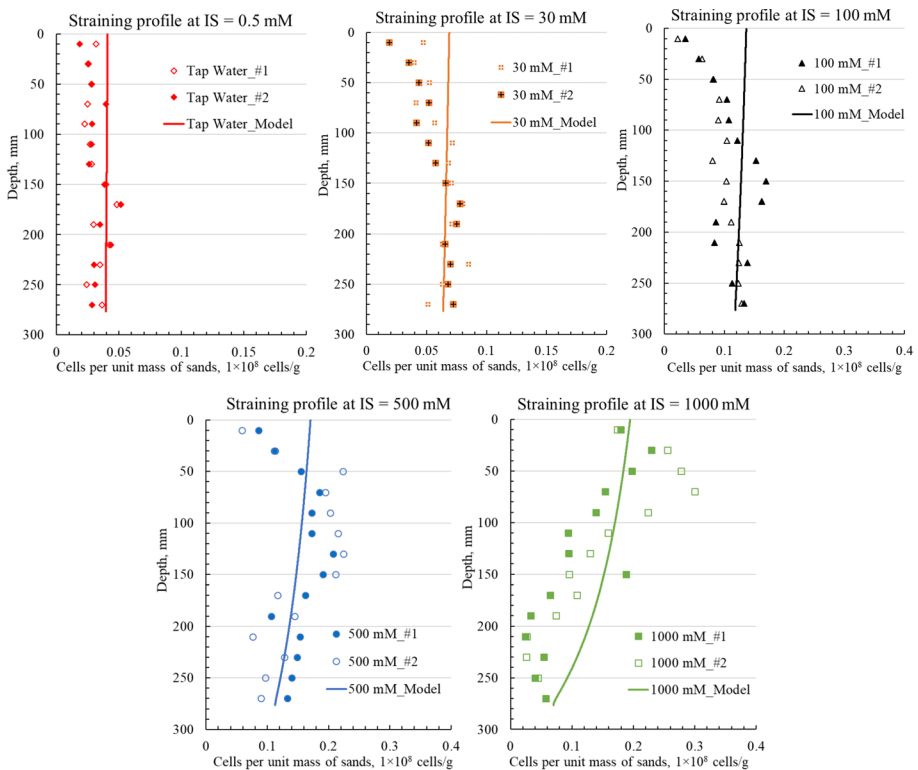 Straining profile at IS = 0.5 mM
0
50
100
150
200
250
300
Depth, mm
Tap Water_#1
Tap Water_#2
Tap Water_Model
0
0.05
0.1
0.15
0.2
Cells per unit mass of sands, 1×10⁸ cells/g
Straining profile at IS = 30 mM
0
50
100
150
200
250
300
Depth, mm
30 mM_#1
30 mM_#2
30 mM_Model
0
0.05
0.1
0.15
0.2
Cells per unit mass of sands, 1×10⁸ cells/g
Straining profile at IS = 100 mM
0
50
100
150
200
250
300
Depth, mm
100 mM_#1
100 mM_#2
100 mM_Model
0
0.1
0.2
0.3
0.4
Cells per unit mass of sands, 1×10⁸ cells/g
Straining profile at IS = 500 mM
0
50
100
150
200
250
300
Depth, mm
500 mM_#1
500 mM_#2
500 mM_Model
0
0.1
0.2
0.3
0.4
Cells per unit mass of sands, 1×10⁸ cells/g
Straining profile at IS = 1000 mM
0
50
100
150
200
250
300
Depth, mm
1000 mM_#1
1000 mM_#2
1000 mM_Model
0
0.1
0.2
0.3
0.4
Cells per unit mass of sands, 1×10⁸ cells/g